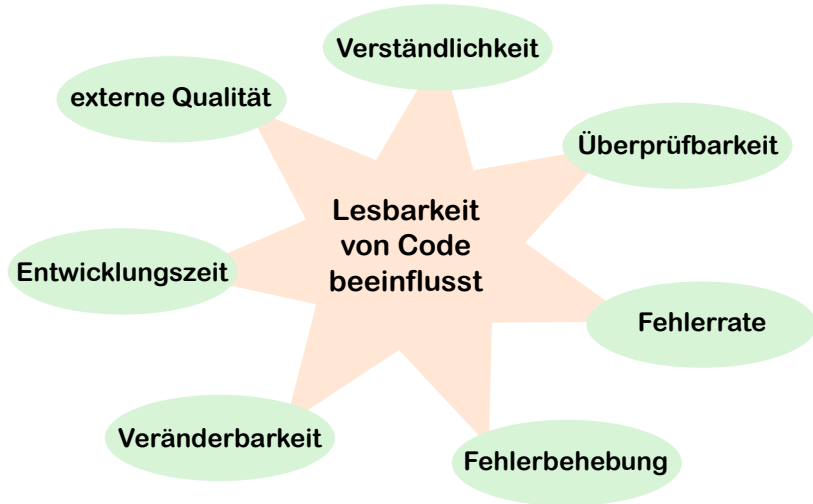 Verständlichkeit
externe Qualität
Überprüfbarkeit
Lesbarkeit
von Code
beeinflusst
Entwicklungszeit
Fehlerrate
Veränderbarkeit
Fehlerbehebung